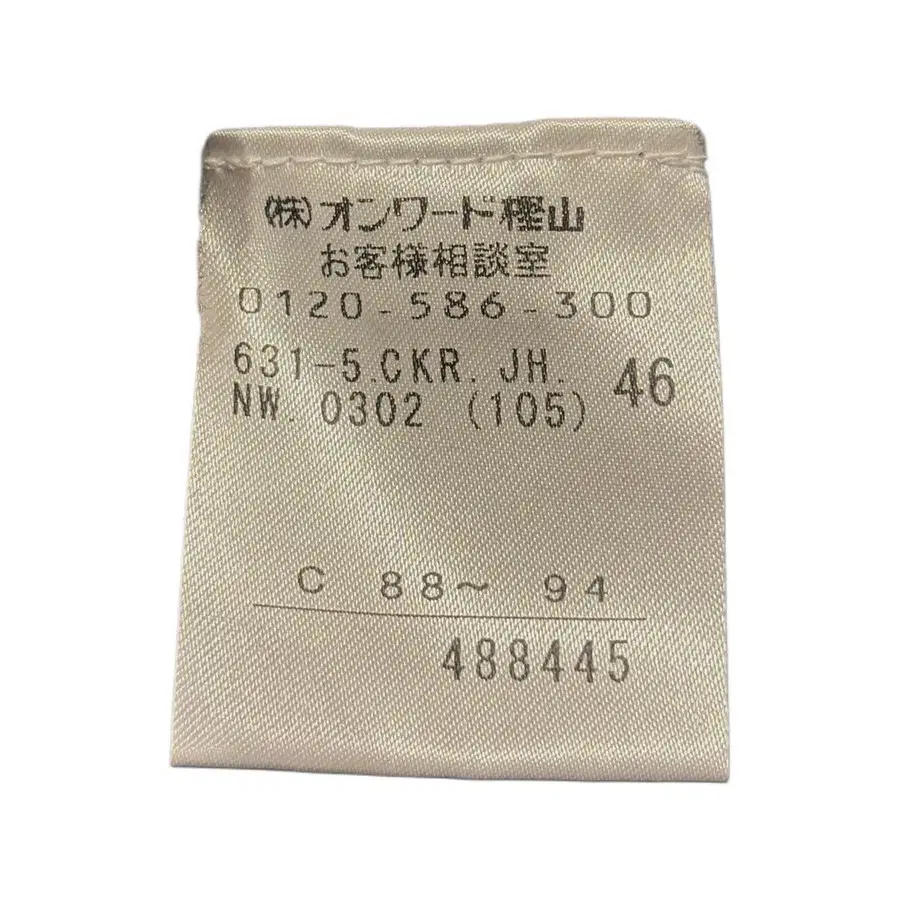 (株)オンワード樫山
お客様相談室
0120-586-300
631-5.CKR.JH. 46
NW 0302 (105)
C 88～ 94
488445